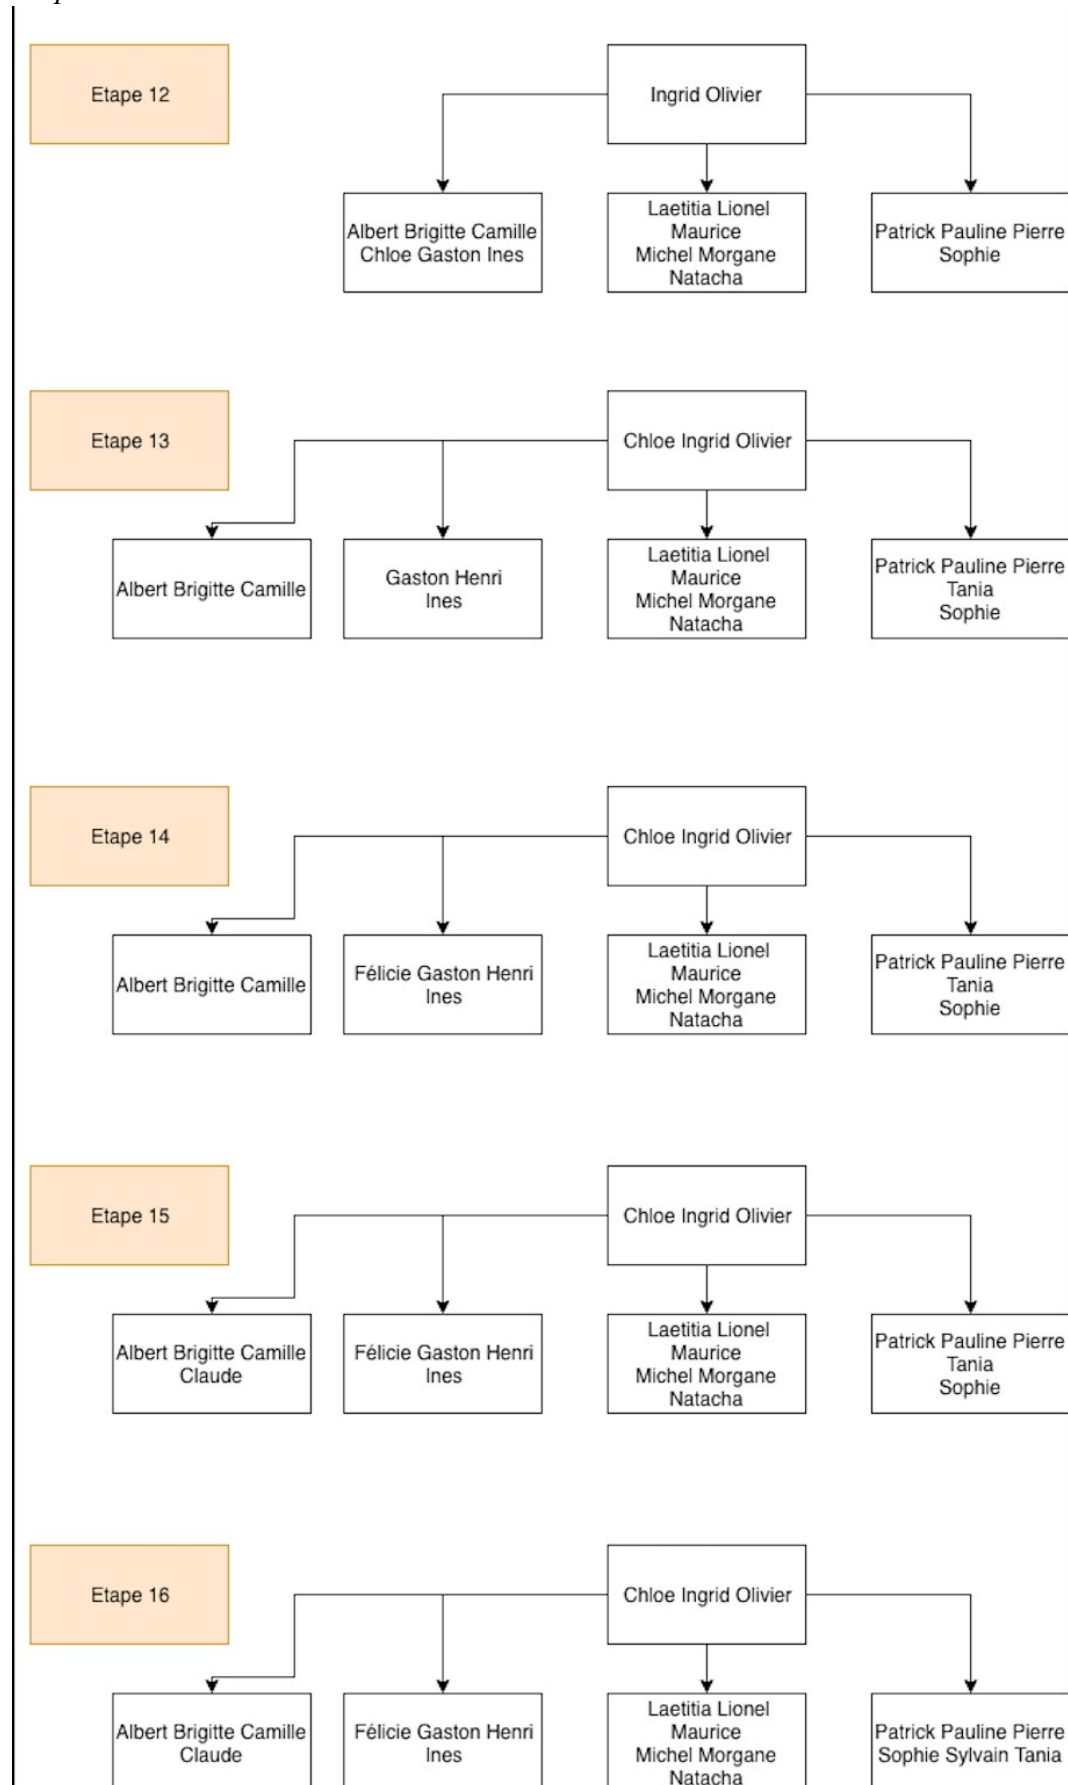 Etape 12
Ingrid Olivier
Albert Brigitte Camille
Chloe Gaston Ines
Laetitia Lionel
Maurice
Michel Morgane
Natacha
Patrick Pauline Pierre
Sophie
Etape 13
Chloe Ingrid Olivier
Albert Brigitte Camille
Gaston Henri
Ines
Laetitia Lionel
Maurice
Michel Morgane
Natacha
Patrick Pauline Pierre
Tania
Sophie
Etape 14
Chloe Ingrid Olivier
Albert Brigitte Camille
Félicie Gaston Henri
Ines
Laetitia Lionel
Maurice
Michel Morgane
Natacha
Patrick Pauline Pierre
Tania
Sophie
Etape 15
Chloe Ingrid Olivier
Albert Brigitte Camille
Claude
Félicie Gaston Henri
Ines
Laetitia Lionel
Maurice
Michel Morgane
Natacha
Patrick Pauline Pierre
Tania
Sophie
Etape 16
Chloe Ingrid Olivier
Albert Brigitte Camille
Claude
Félicie Gaston Henri
Ines
Laetitia Lionel
Maurice
Michel Morgane
Natacha
Patrick Pauline Pierre
Sophie Sylvain Tania